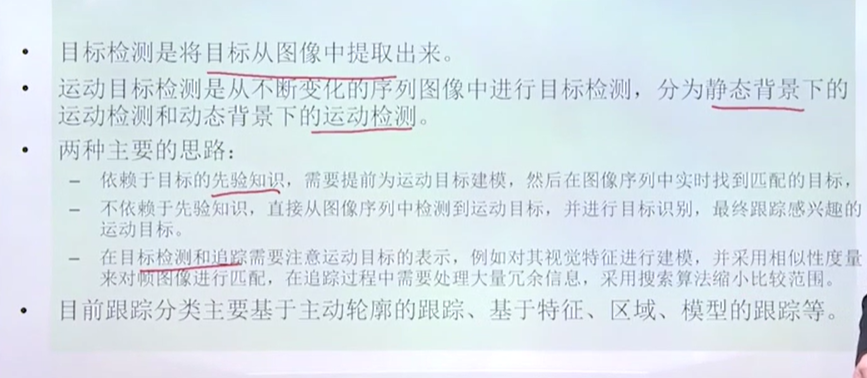 • 目标检测是将目标从图像中提取出来。
• 运动目标检测是从不断变化的序列图像中进行目标检测，分为静态背景下的
运动检测和动态背景下的运动检测。
• 两种主要的思路：
– 依赖于目标的先验知识，需要提前为运动目标建模，然后在图像序列中实时找到匹配的目标，
– 不依赖于先验知识，直接从图像序列中检测到运动目标，并进行目标识别，最终跟踪感兴趣的
运动目标。
– 在目标检测和追踪需要注意运动目标的表示，例如对其视觉特征进行建模，并采用相似性度量
来对帧图像进行匹配，在追踪过程中需要处理大量冗余信息，采用搜索算法缩小比较范围。
• 目前跟踪分类主要基于主动轮廓的跟踪、基于特征、区域、模型的跟踪等。